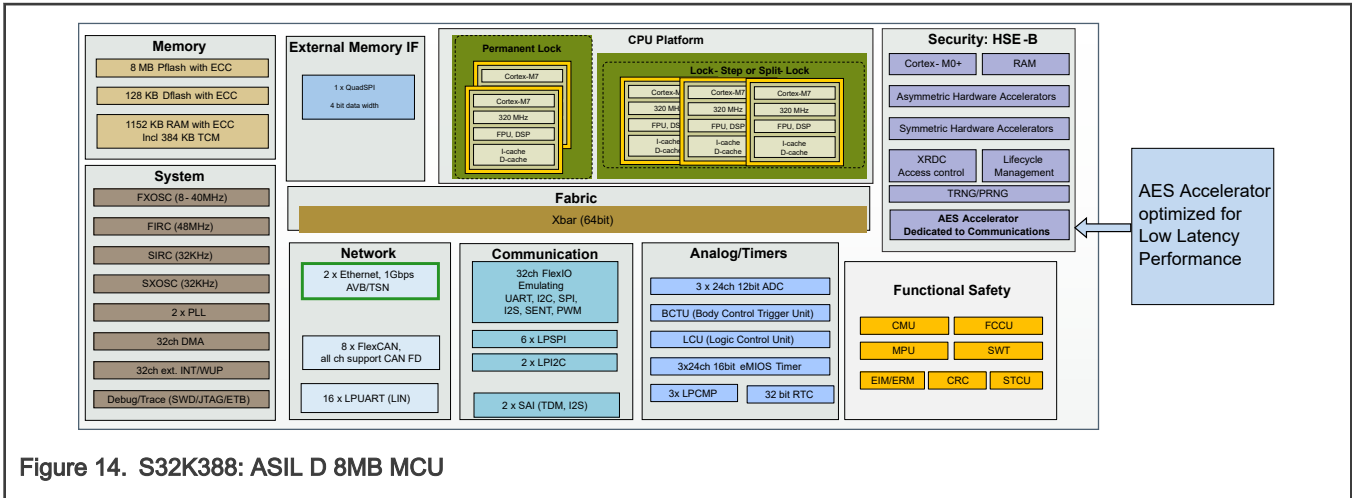 Memory
8 MB Pflash with ECC
128 KB Dflash with ECC
1152 KB RAM with ECC
Incl 384 KB TCM
System
FXOSC (8- 40MHz)
FIRC (48MHz)
SIRC (32KHz)
SXOSC (32KHz)
2 x PLL
32ch DMA
32ch ext. INT/WUP
Debug/Trace (SWD/JTAG/ETB)
External Memory IF
1 x QuadSPI
4 bit data width
CPU Platform
Permanent Lock
Cortex-M7
Cortex-M7
320 MHz
FPU, DSP
I-cache
D-cache
Lock- Step or Split- Lock
Cortex-M
320 MH
FPU, DS
I-cache
D-cache
Cortex-M7
320 MHz
FPU, DSP
I-cache
D-cache
Cortex-M7
320 MHz
FPU, DSP
I-cache
D-cache
Fabric
Xbar (64bit)
Network
2 x Ethernet, 1Gbps
AVB/TSN
8 x FlexCAN,
all ch support CAN FD
16 x LPUART (LIN)
Communication
32ch FlexIO
Emulating
UART, I2C, SPI,
I2S, SENT, PWM
6 x LPSPI
2 x LPI2C
2 x SAI (TDM, I2S)
Analog/Timers
3 x 24ch 12bit ADC
BCTU (Body Control Trigger Unit)
LCU (Logic Control Unit)
3x24ch 16bit eMIOS Timer
3x LPCMP
32 bit RTC
Security: HSE-B
Cortex- M0+
RAM
Asymmetric Hardware Accelerators
Symmetric Hardware Accelerators
XRDC
Access control
Lifecycle
Management
TRNG/PRNG
AES Accelerator
Dedicated to Communications
Functional Safety
CMU
FCCU
MPU
SWT
EIM/ERM
CRC
STCU
AES Accelerator
optimized for
Low Latency
Performance
Figure 14. S32K388: ASIL D 8MB MCU